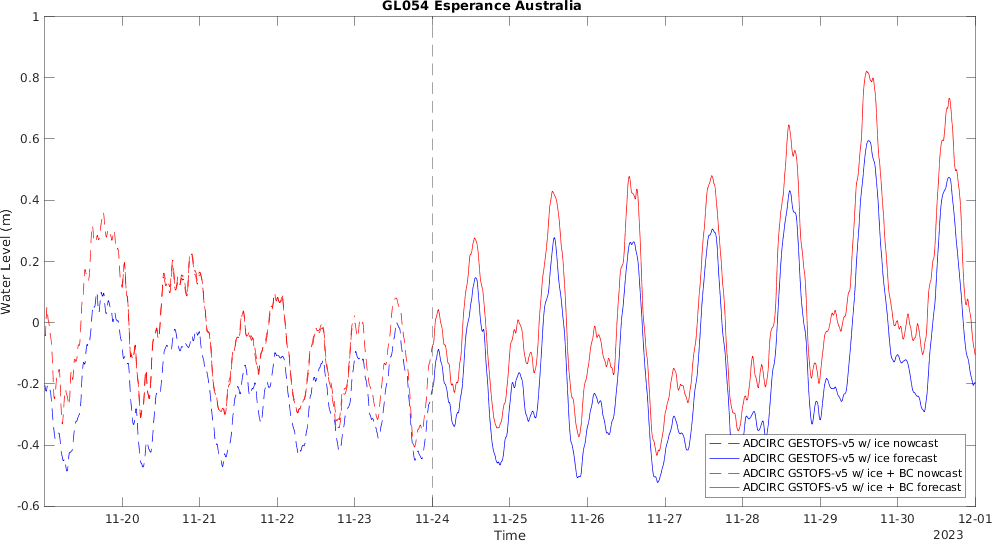 GL054 Esperance Australia
Water Level (m)
1
0.8
0.6
0.4
0.2
0
-0.2
-0.4
-0.6
ADCIRC GESTOFS-v5 w/ ice nowcast
ADCIRC GESTOFS-v5 w/ ice forecast
ADCIRC GSTOFS-v5 w/ ice + BC nowcast
ADCIRC GSTOFS-v5 w/ ice + BC forecast
11-20 11-21 11-22 11-23 11-24 11-25 11-26 11-27 11-28 11-29 11-30 12-01
Time
2023